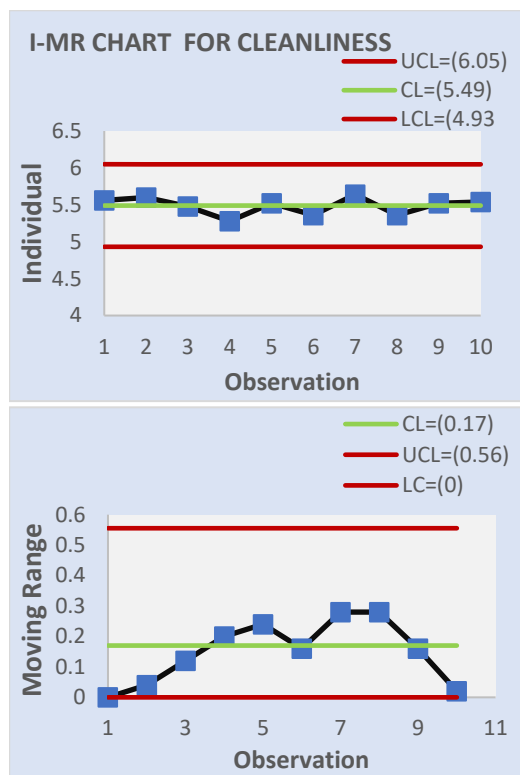 I-MR CHART FOR CLEANLINESS
UCL=(6.05)
CL=(5.49)
LCL=(4.93
6.5
6
5.5
5
4.5
4
Individual
1 2 3 4 5 6 7 8 9 10
Observation
CL=(0.17)
UCL=(0.56)
LC=(0)
0.6
0.5
0.4
0.3
0.2
0.1
0
Moving Range
1 3 5 7 9 11
Observation